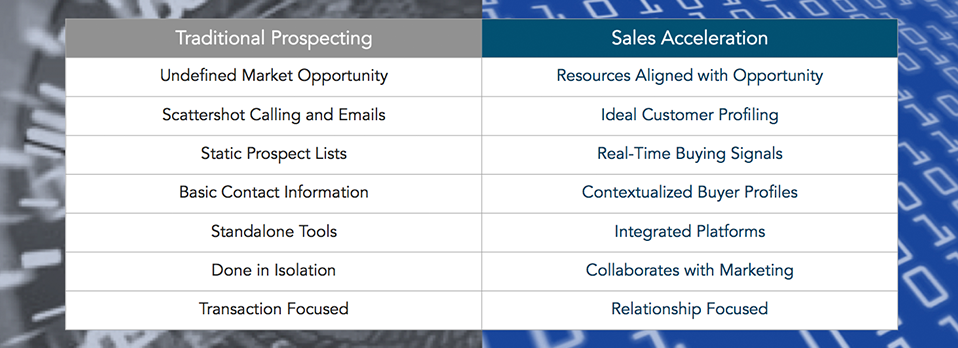 Traditional Prospecting
Sales Acceleration
Undefined Market Opportunity
Resources Aligned with Opportunity
Scattershot Calling and Emails
Ideal Customer Profiling
Static Prospect Lists
Real-Time Buying Signals
Basic Contact Information
Contextualized Buyer Profiles
Standalone Tools
Integrated Platforms
Done in Isolation
Collaborates with Marketing
Transaction Focused
Relationship Focused